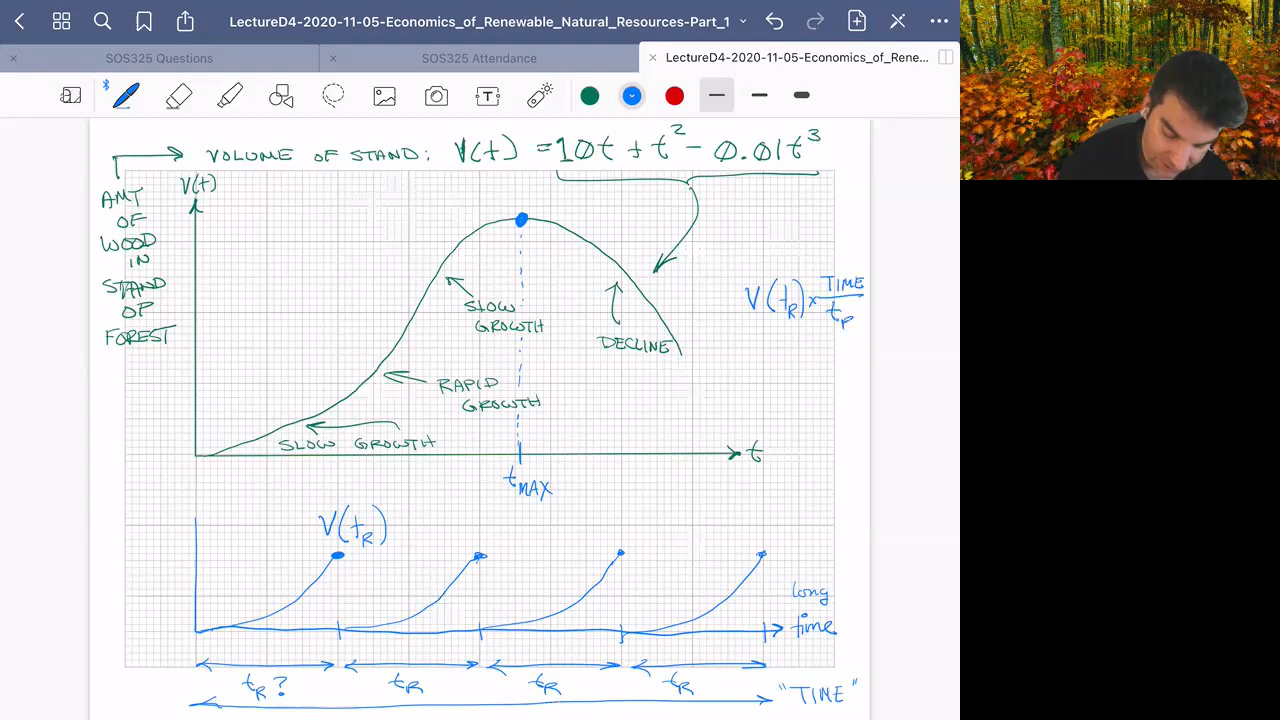 LectureD4-2020-11-05-Economics_of_Renewable_Natural_Resources-Part_1
SOS325 Questions
SOS325 Attendance
LectureD4-2020-11-05-Economics_of_Rene...
T
VOLUME OF STAND: V(t) = 10t + t² - 0.01t³
V(t)
AMT
OF
WOOD
IN
STAND
OF
FOREST
SLOW
GROWTH
DECLINE
V(t_R) × TIME/t_R
RAPID
GROWTH
SLOW GROWTH
t
t_MAX
V(t_R)
long
time
t_R?
t_R
t_R
t_R
"TIME"